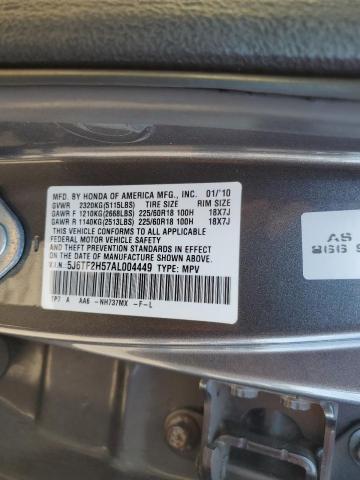 MFD. BY HONDA OF AMERICA MFG., INC. 01/'10
GVWR 2320KG(5115LBS) TIRE SIZE RIM SIZE
GAWR F 1210KG(2668LBS) 225/60R18 100H 18X7J
GAWR R 1140KG(2513LBS) 225/60R18 100H 18X7J
THIS VEHICLE CONFORMS TO ALL APPLICABLE
FEDERAL MOTOR VEHICLE SAFETY, BUMPER,
AND THEFT PREVENTION STANDARDS IN EFFECT ON
THE DATE OF MANUFACTURE SHOWN ABOVE.
V.I.N. 5J6TF2H57AL004449 TYPE: MPV
TP7 A AA6 -NH737MX -F-L
AS